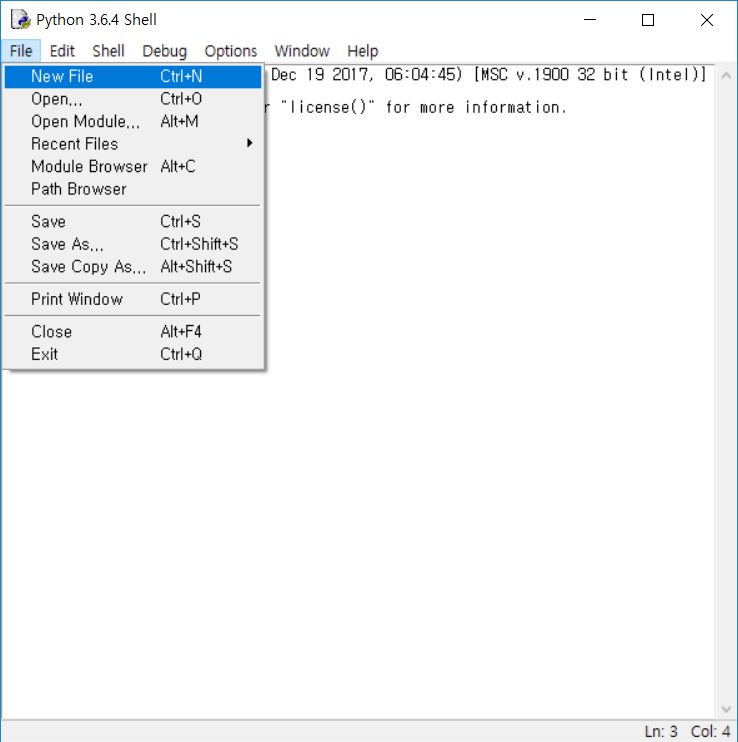 Python 3.6.4 Shell
File Edit Shell Debug Options Window Help
New File Ctrl+N
Dec 19 2017, 06:04:45) [MSC v.1900 32 bit (Intel)]
Open... Ctrl+O
"license()" for more information.
Open Module... Alt+M
Recent Files
Module Browser Alt+C
Path Browser
Save Ctrl+S
Save As... Ctrl+Shift+S
Save Copy As... Alt+Shift+S
Print Window Ctrl+P
Close Alt+F4
Exit Ctrl+Q
Ln: 3 Col: 4